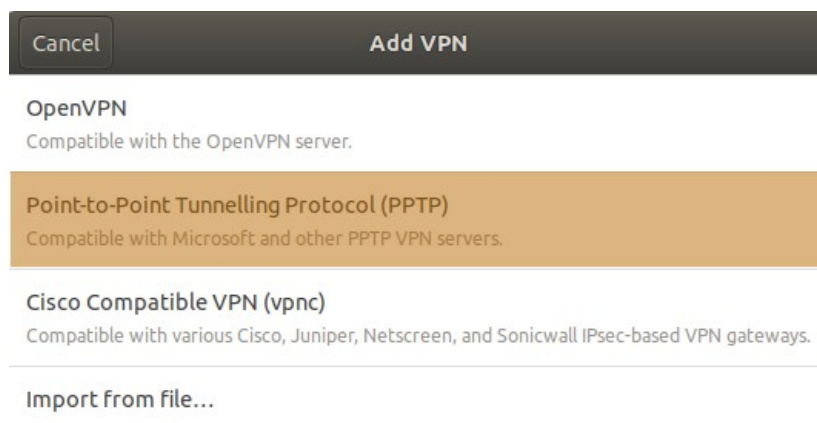 Cancel
Add VPN
OpenVPN
Compatible with the OpenVPN server.
Point-to-Point Tunnelling Protocol (PPTP)
Compatible with Microsoft and other PPTP VPN servers.
Cisco Compatible VPN (vpnc)
Compatible with various Cisco, Juniper, Netscreen, and Sonicwall IPsec-based VPN gateways.
Import from file…